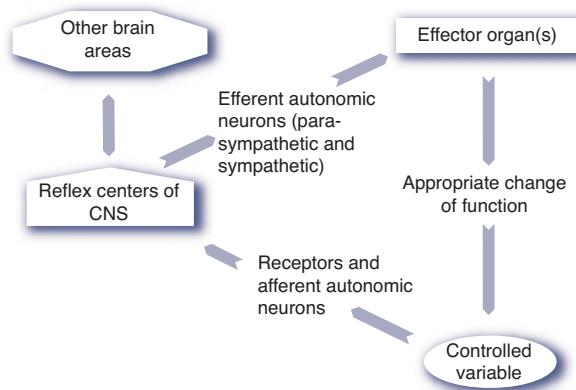 Other brain
areas
Effector organ(s)
Efferent autonomic
neurons (para-
sympathetic and
sympathetic)
Reflex centers of
CNS
Appropriate change
of function
Receptors and
afferent autonomic
neurons
Controlled
variable